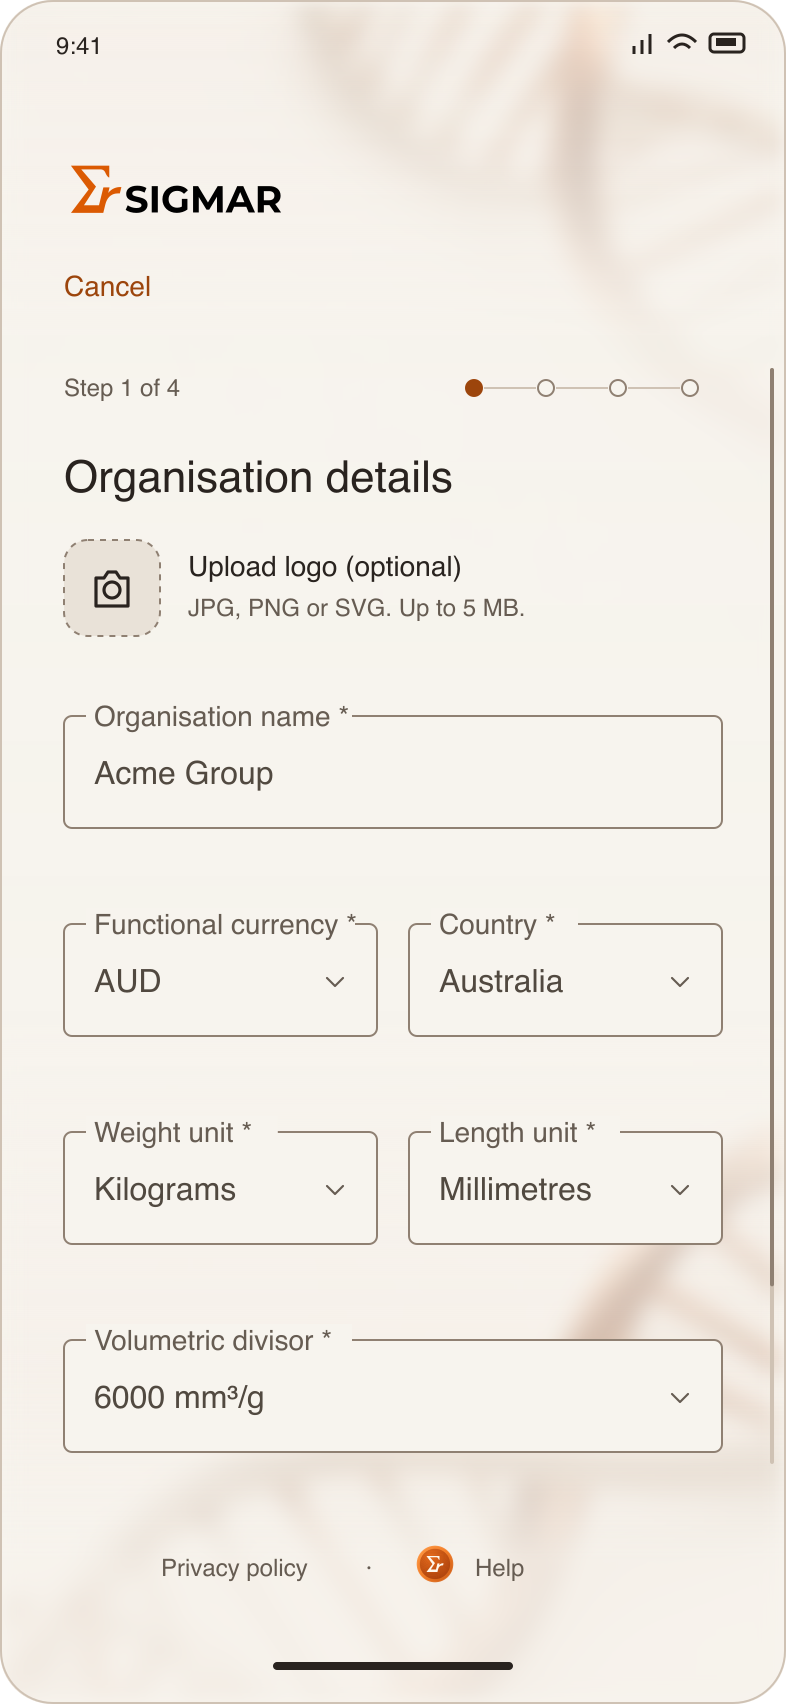 9:41
Σr SIGMAR
Cancel
Step 1 of 4
Organisation details
Upload logo (optional)
JPG, PNG or SVG. Up to 5 MB.
Organisation name *
Acme Group
Functional currency * Country *
AUD Australia
Weight unit * Length unit *
Kilograms Millimetres
Volumetric divisor *
6000 mm³/g
Privacy policy · Σr Help